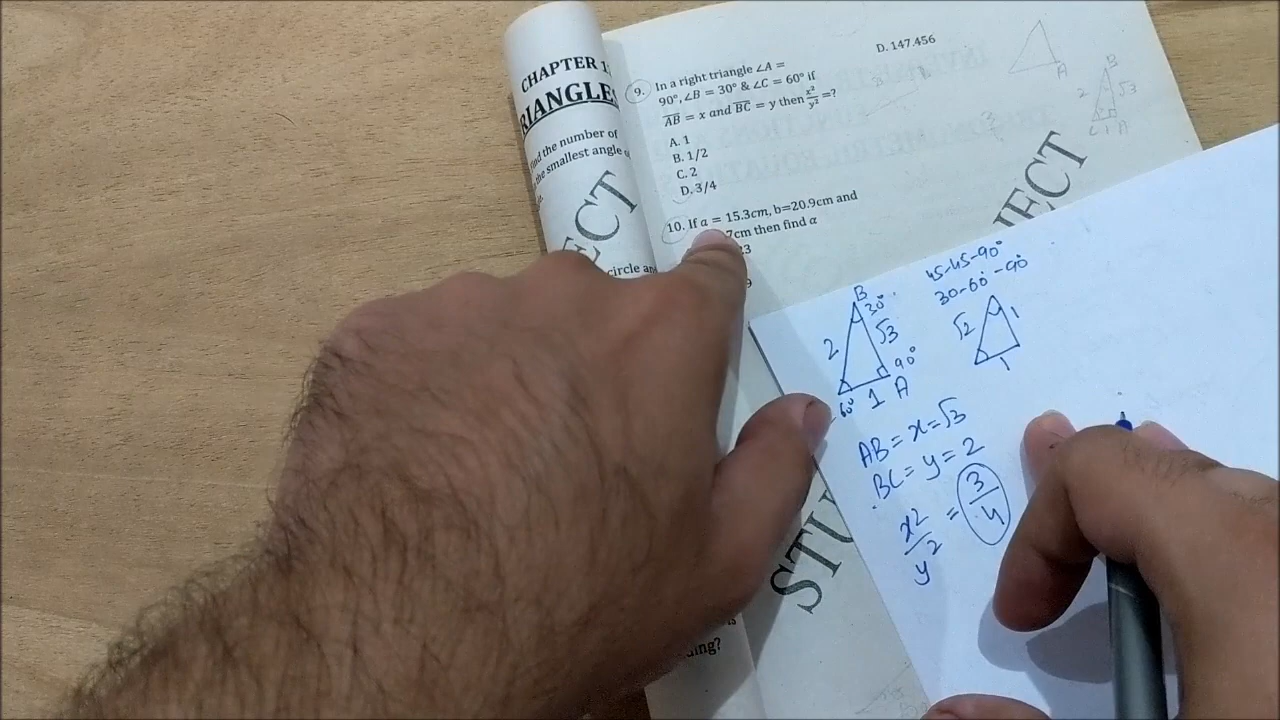 CHAPTER 1
RIANGLES
find the number of
the smallest angle
circle an
ECT
9. In a right triangle ∠A =
90°, ∠B = 30° & ∠C = 60° if
AB = x and BC = y then x²/y² =?
A. 1
B. 1/2
C. 2
D. 3/4
10. If a = 15.3cm, b=20.9cm and
7cm then find α
D. 147.456
A
B
2
√3
1 A
JECT
STU
B
30°
2
√3
90°
60°
1
A
45-45-90°
30-60°-90°
√2
1
1
AB = x = √3
BC = y = 2
x2/y2 = 3/4